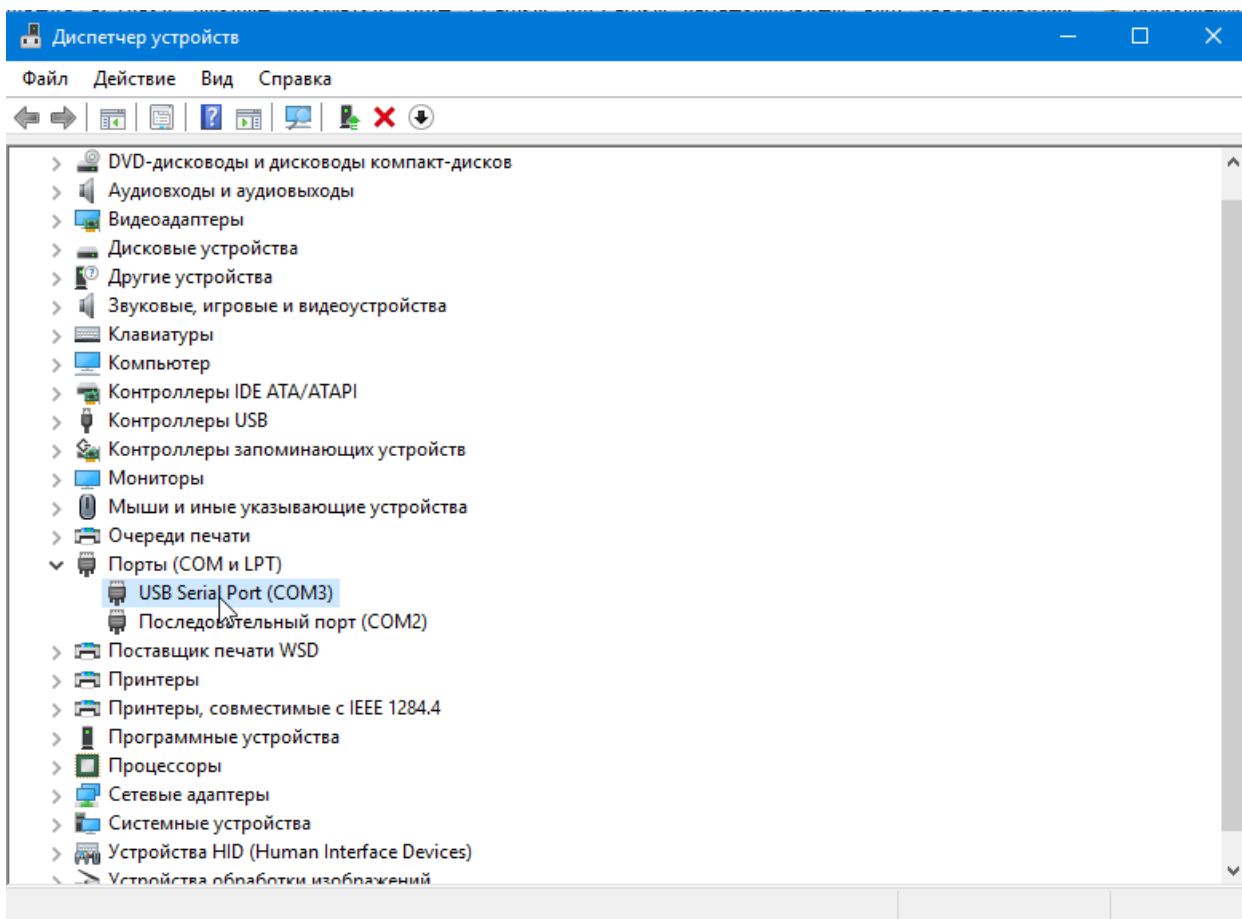 Диспетчер устройств
Файл Действие Вид Справка
DVD-дисководы и дисководы компакт-дисков
Аудиовходы и аудиовыходы
Видеоадаптеры
Дисковые устройства
Другие устройства
Звуковые, игровые и видеоустройства
Клавиатуры
Компьютер
Контроллеры IDE ATA/ATAPI
Контроллеры USB
Контроллеры запоминающих устройств
Мониторы
Мыши и иные указывающие устройства
Очереди печати
Порты (COM и LPT)
USB Serial Port (COM3)
Последовательный порт (COM2)
Поставщик печати WSD
Принтеры
Принтеры, совместимые с IEEE 1284.4
Программные устройства
Процессоры
Сетевые адаптеры
Системные устройства
Устройства HID (Human Interface Devices)
Устройства обработки изображений